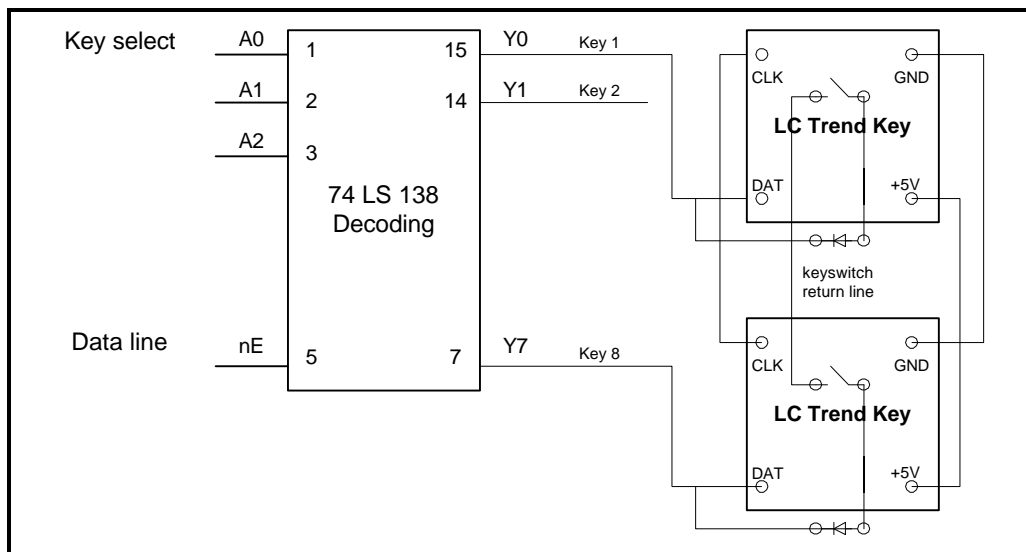 Key select
A0
1
15
Y0
Key 1
A1
2
14
Y1
Key 2
A2
3
74 LS 138
Decoding
Data line
nE
5
7
Y7
Key 8
CLK
GND
LC Trend Key
DAT
+5V
keyswitch
return line
CLK
GND
LC Trend Key
DAT
+5V